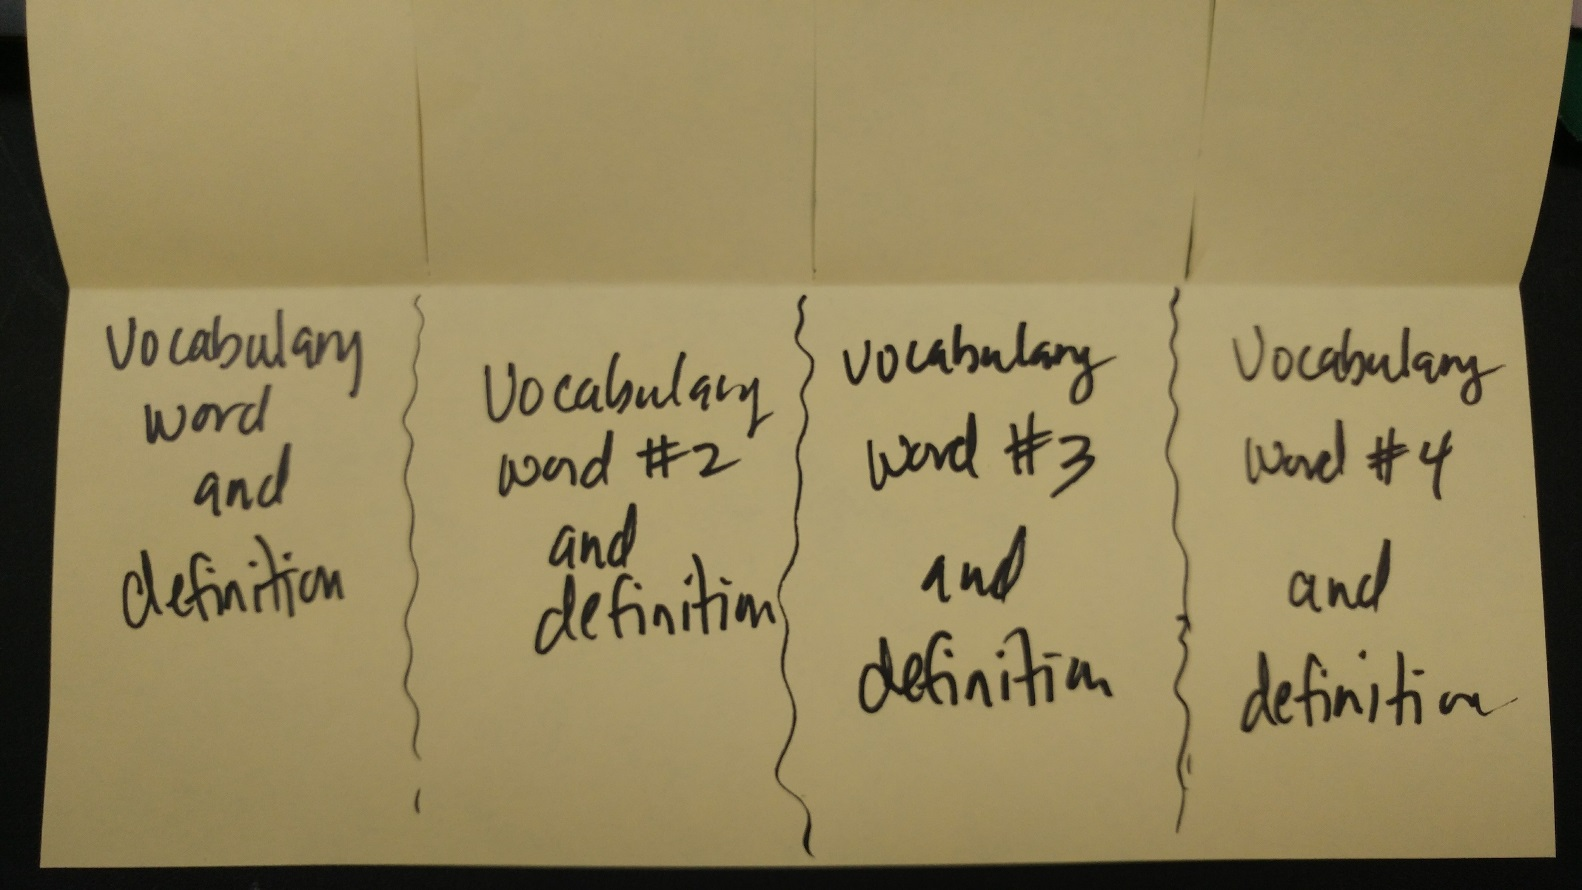 Vocabulary
word
and
definition
Vocabulary
word #2
and
definition
vocabulary
word #3
and
definition
Vocabulary
word #4
and
definition